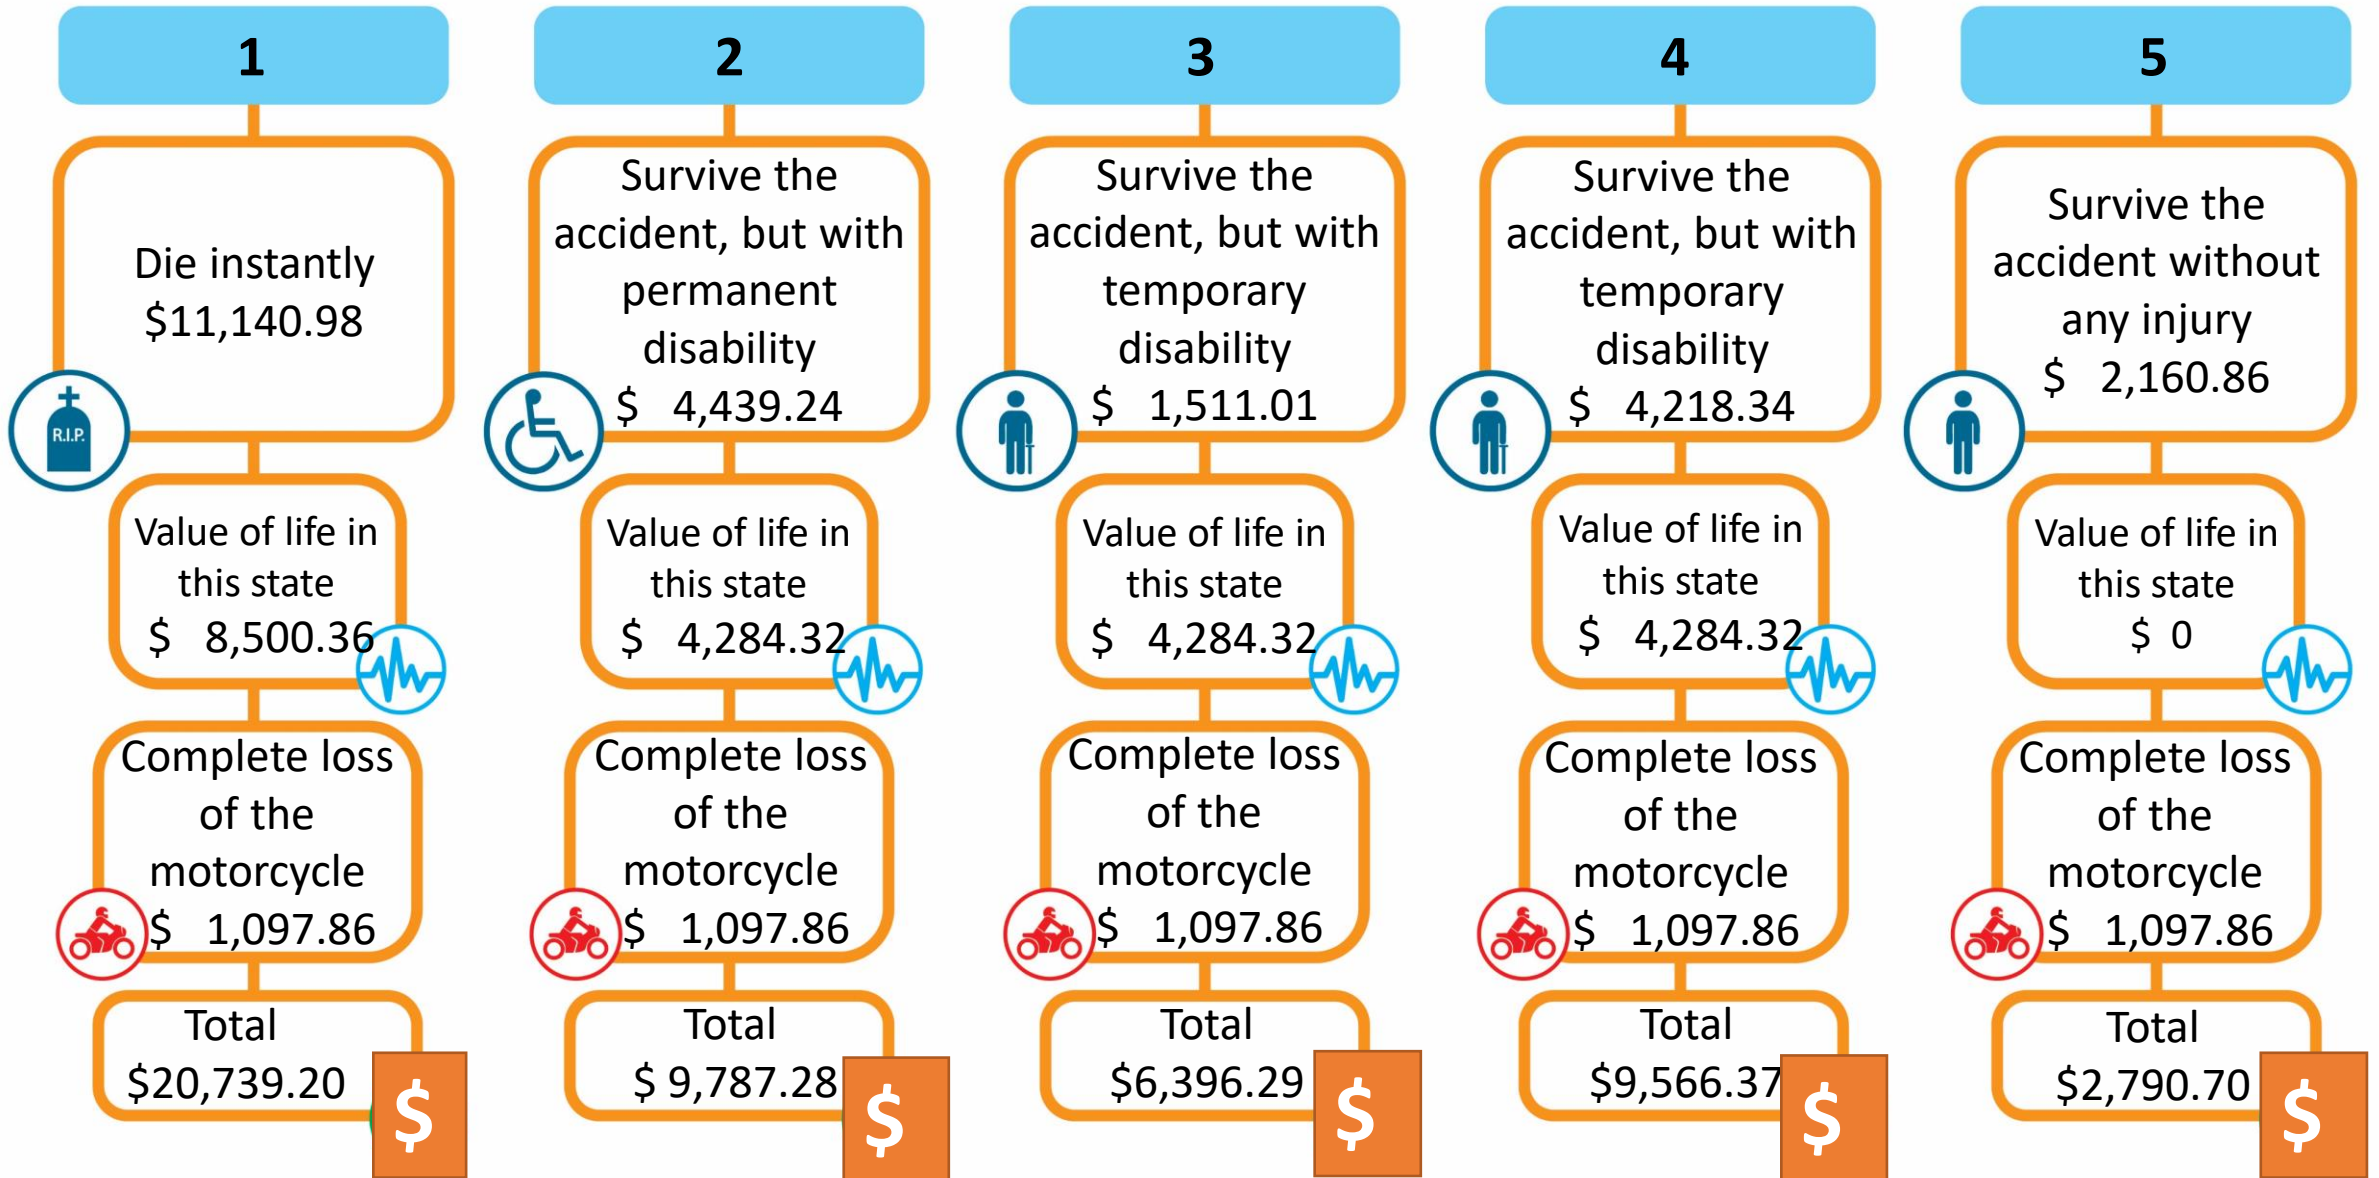 1
Die instantly
$11,140.98
R.I.P.
Value of life in
this state
$ 8,500.36
Complete loss
of the
motorcycle
$ 1,097.86
Total
$20,739.20
$
2
Survive the
accident, but with
permanent
disability
$ 4,439.24
Value of life in
this state
$ 4,284.32
Complete loss
of the
motorcycle
$ 1,097.86
Total
$ 9,787.28
$
3
Survive the
accident, but with
temporary
disability
$ 1,511.01
Value of life in
this state
$ 4,284.32
Complete loss
of the
motorcycle
$ 1,097.86
Total
$6,396.29
$
4
Survive the
accident, but with
temporary
disability
$ 4,218.34
Value of life in
this state
$ 4,284.32
Complete loss
of the
motorcycle
$ 1,097.86
Total
$9,566.37
$
5
Survive the
accident without
any injury
$ 2,160.86
Value of life in
this state
$ 0
Complete loss
of the
motorcycle
$ 1,097.86
Total
$2,790.70
$